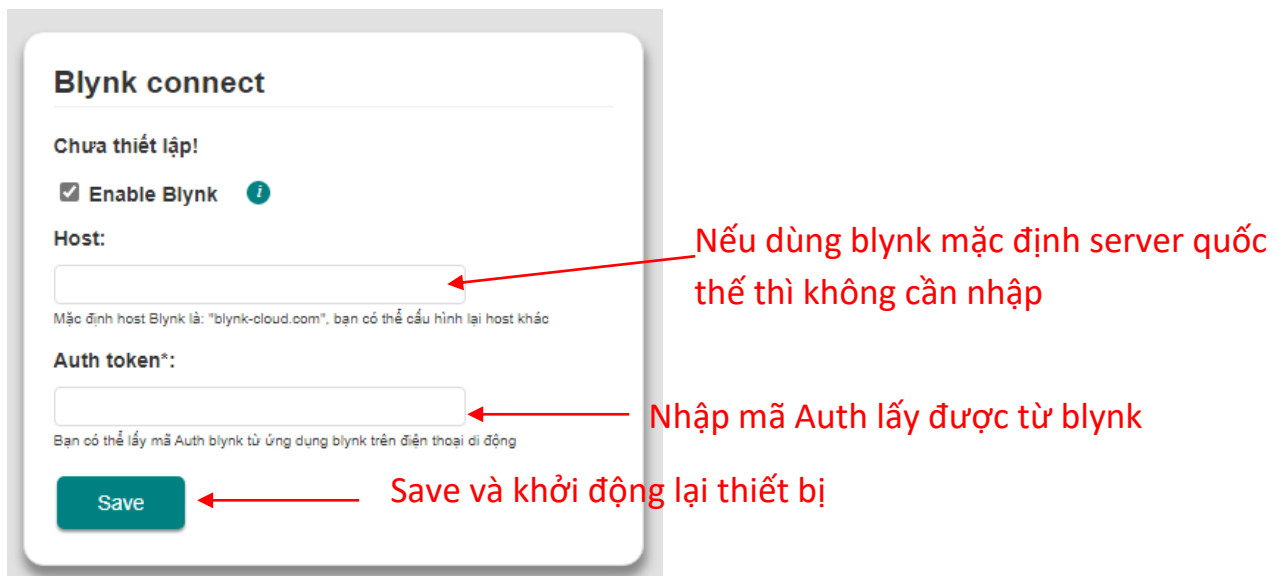 Blynk connect
Chưa thiết lập!
Enable Blynk
Host:
Nếu dùng blynk mặc định server quốc
thế thì không cần nhập
Mặc định host Blynk là: "blynk-cloud.com", bạn có thể cấu hình lại host khác
Auth token*:
Nhập mã Auth lấy được từ blynk
Bạn có thể lấy mã Auth blynk từ ứng dụng blynk trên điện thoại di động
Save
Save và khởi động lại thiết bị